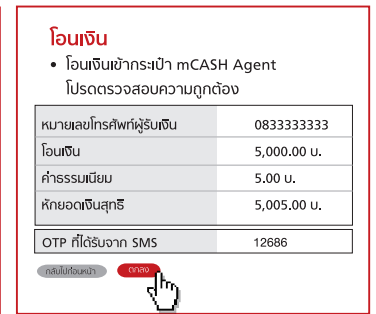 โอนเงิน
• โอนเงินเข้ากระเป๋า mCASH Agent
โปรดตรวจสอบความถูกต้อง
หมายเลขโทรศัพท์ผู้รับเงิน 0833333333
โอนเงิน 5,000.00 บ.
ค่าธรรมเนียม 5.00 บ.
หักยอดเงินสุทธิ 5,005.00 บ.
OTP ที่ได้รับจาก SMS 12686
กลับไปก่อนหน้า ตกลง